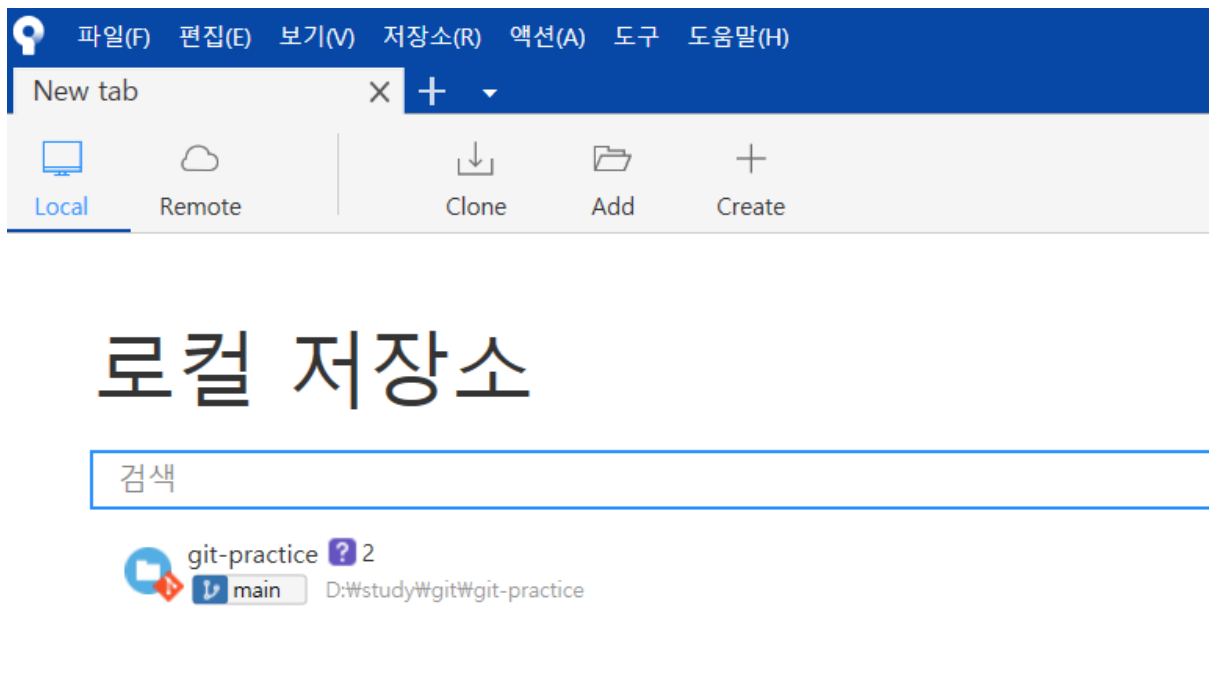 파일(F) 편집(E) 보기(V) 저장소(R) 액션(A) 도구 도움말(H)
New tab
Local Remote Clone Add Create
로컬 저장소
검색
git-practice ? 2
main D:₩study₩git₩git-practice